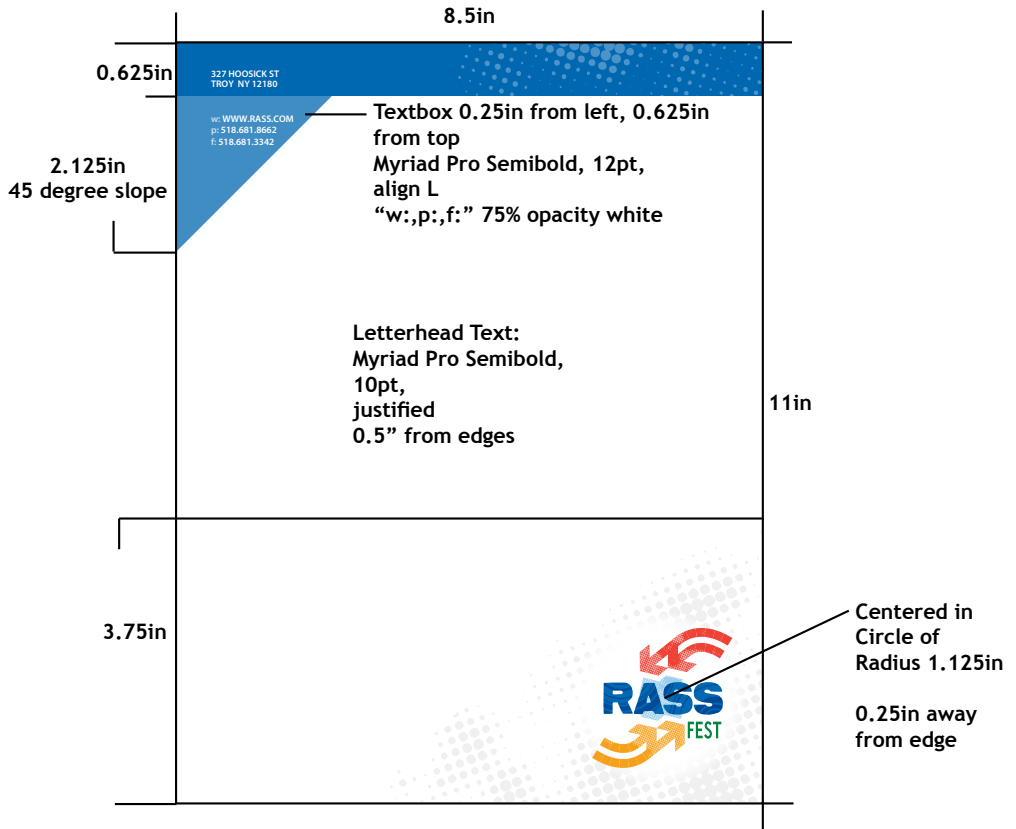 8.5in
0.625in
327 HOOSICK ST
TROY NY 12180
w: WWW.RASS.COM
p: 518.681.8662
f: 518.681.3342
Textbox 0.25in from left, 0.625in
from top
Myriad Pro Semibold, 12pt,
align L
“w:,p:,f:” 75% opacity white
2.125in
45 degree slope
Letterhead Text:
Myriad Pro Semibold,
10pt,
justified
0.5” from edges
11in
3.75in
RASS
FEST
Centered in
Circle of
Radius 1.125in
0.25in away
from edge